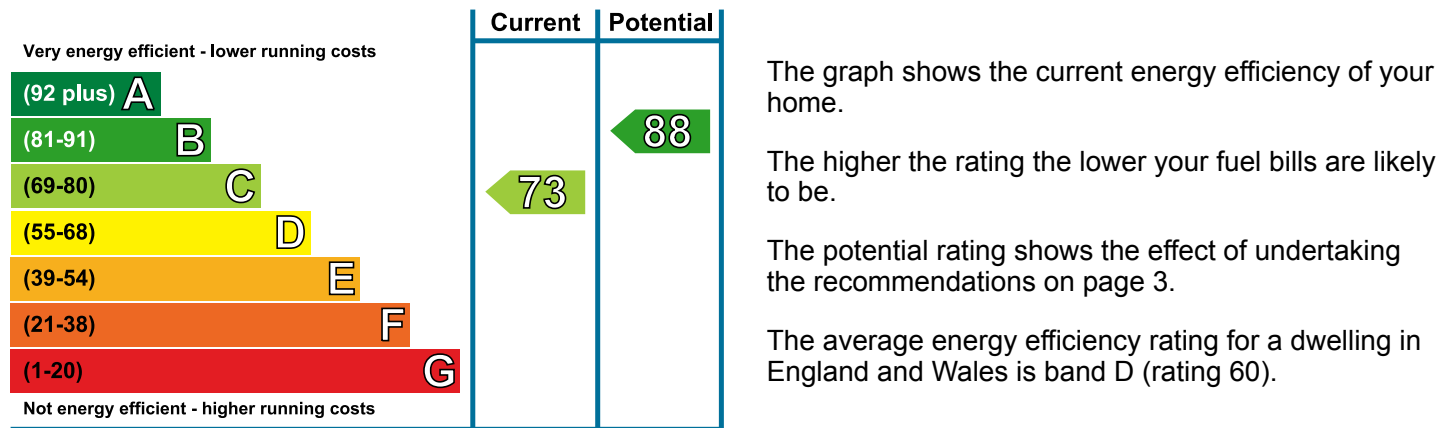 Current Potential
Very energy efficient - lower running costs
(92 plus) A
(81-91) B
(69-80) C
(55-68) D
(39-54) E
(21-38) F
(1-20) G
Not energy efficient - higher running costs
88
73
The graph shows the current energy efficiency of your
home.
The higher the rating the lower your fuel bills are likely
to be.
The potential rating shows the effect of undertaking
the recommendations on page 3.
The average energy efficiency rating for a dwelling in
England and Wales is band D (rating 60).